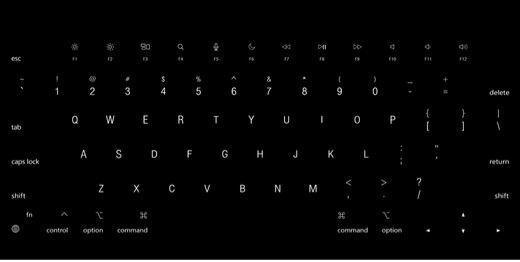 esc F1 F2 F3 F4 F5 F6 F7 F8 F9 F10 F11 F12
~ ! @ # $ % ^ & * ( ) _ +
` 1 2 3 4 5 6 7 8 9 0 - = delete
{ } |
tab Q W E R T Y U I O P [ ] \
: "
caps lock A S D F G H J K L ; ' return
< > ?
shift Z X C V B N M , . / shift
fn ^ ⌥ ⌘ ⌘ ⌥
control option command command option